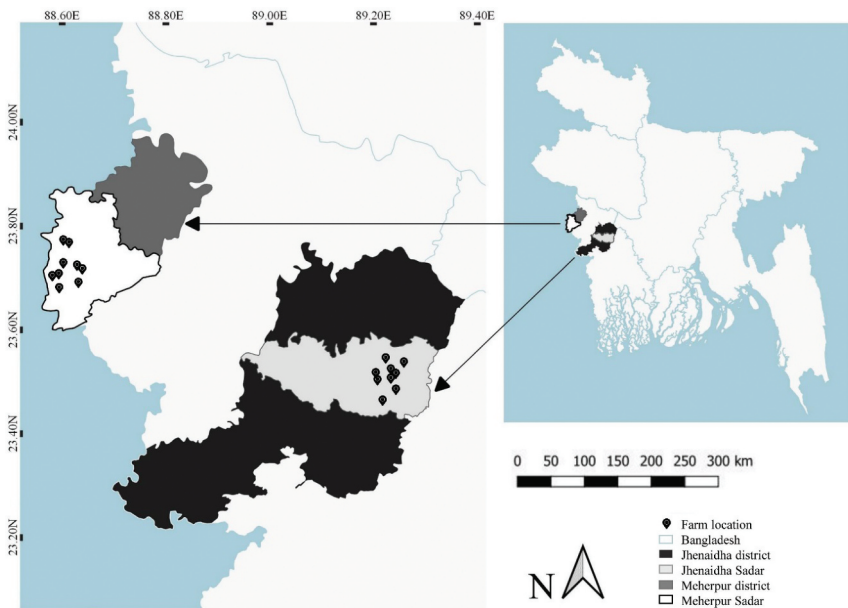 88.60E 88.80E 89.00E 89.20E 89.40E
24.00N
23.80N
23.60N
23.40N
23.20N
0 50 100 150 200 250 300 km
N
Farm location
Bangladesh
Jhenaidha district
Jhenaidha Sadar
Meherpur district
Meherpur Sadar